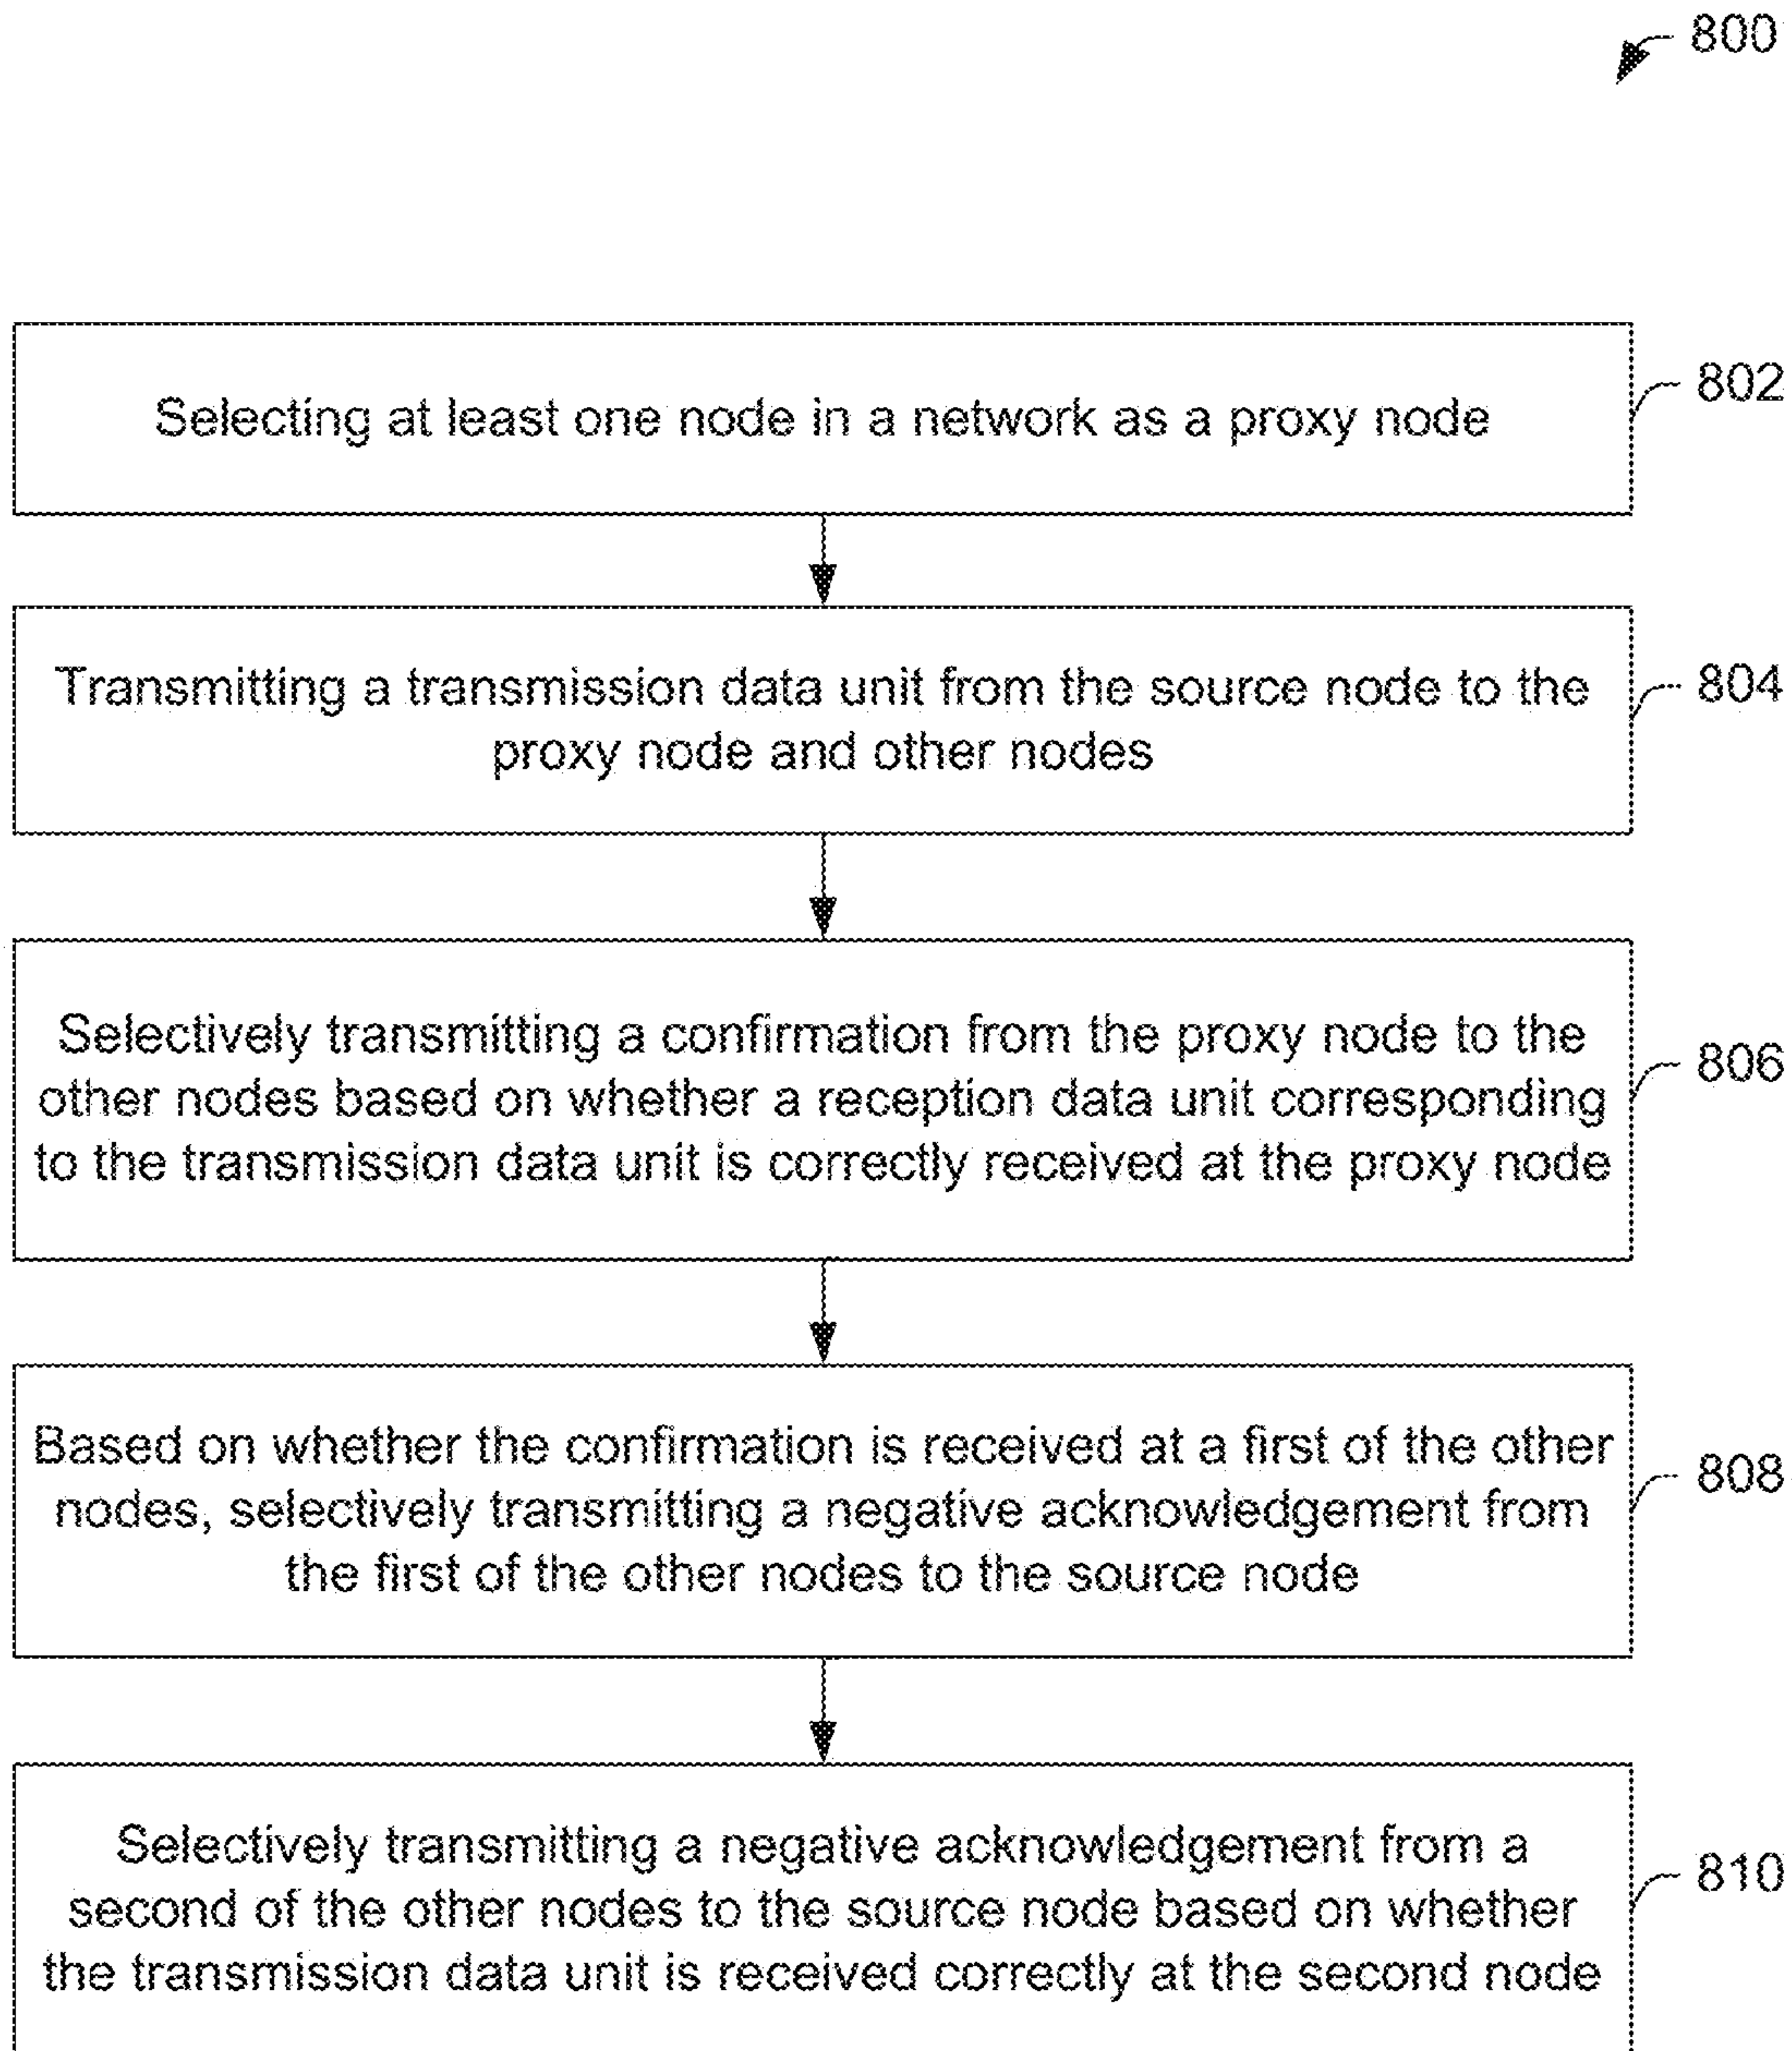 800
Selecting at least one node in a network as a proxy node
802
Transmitting a transmission data unit from the source node to the
proxy node and other nodes
804
Selectively transmitting a confirmation from the proxy node to the
other nodes based on whether a reception data unit corresponding
to the transmission data unit is correctly received at the proxy node
806
Based on whether the confirmation is received at a first of the other
nodes, selectively transmitting a negative acknowledgement from
the first of the other nodes to the source node
808
Selectively transmitting a negative acknowledgement from a
second of the other nodes to the source node based on whether
the transmission data unit is received correctly at the second node
810